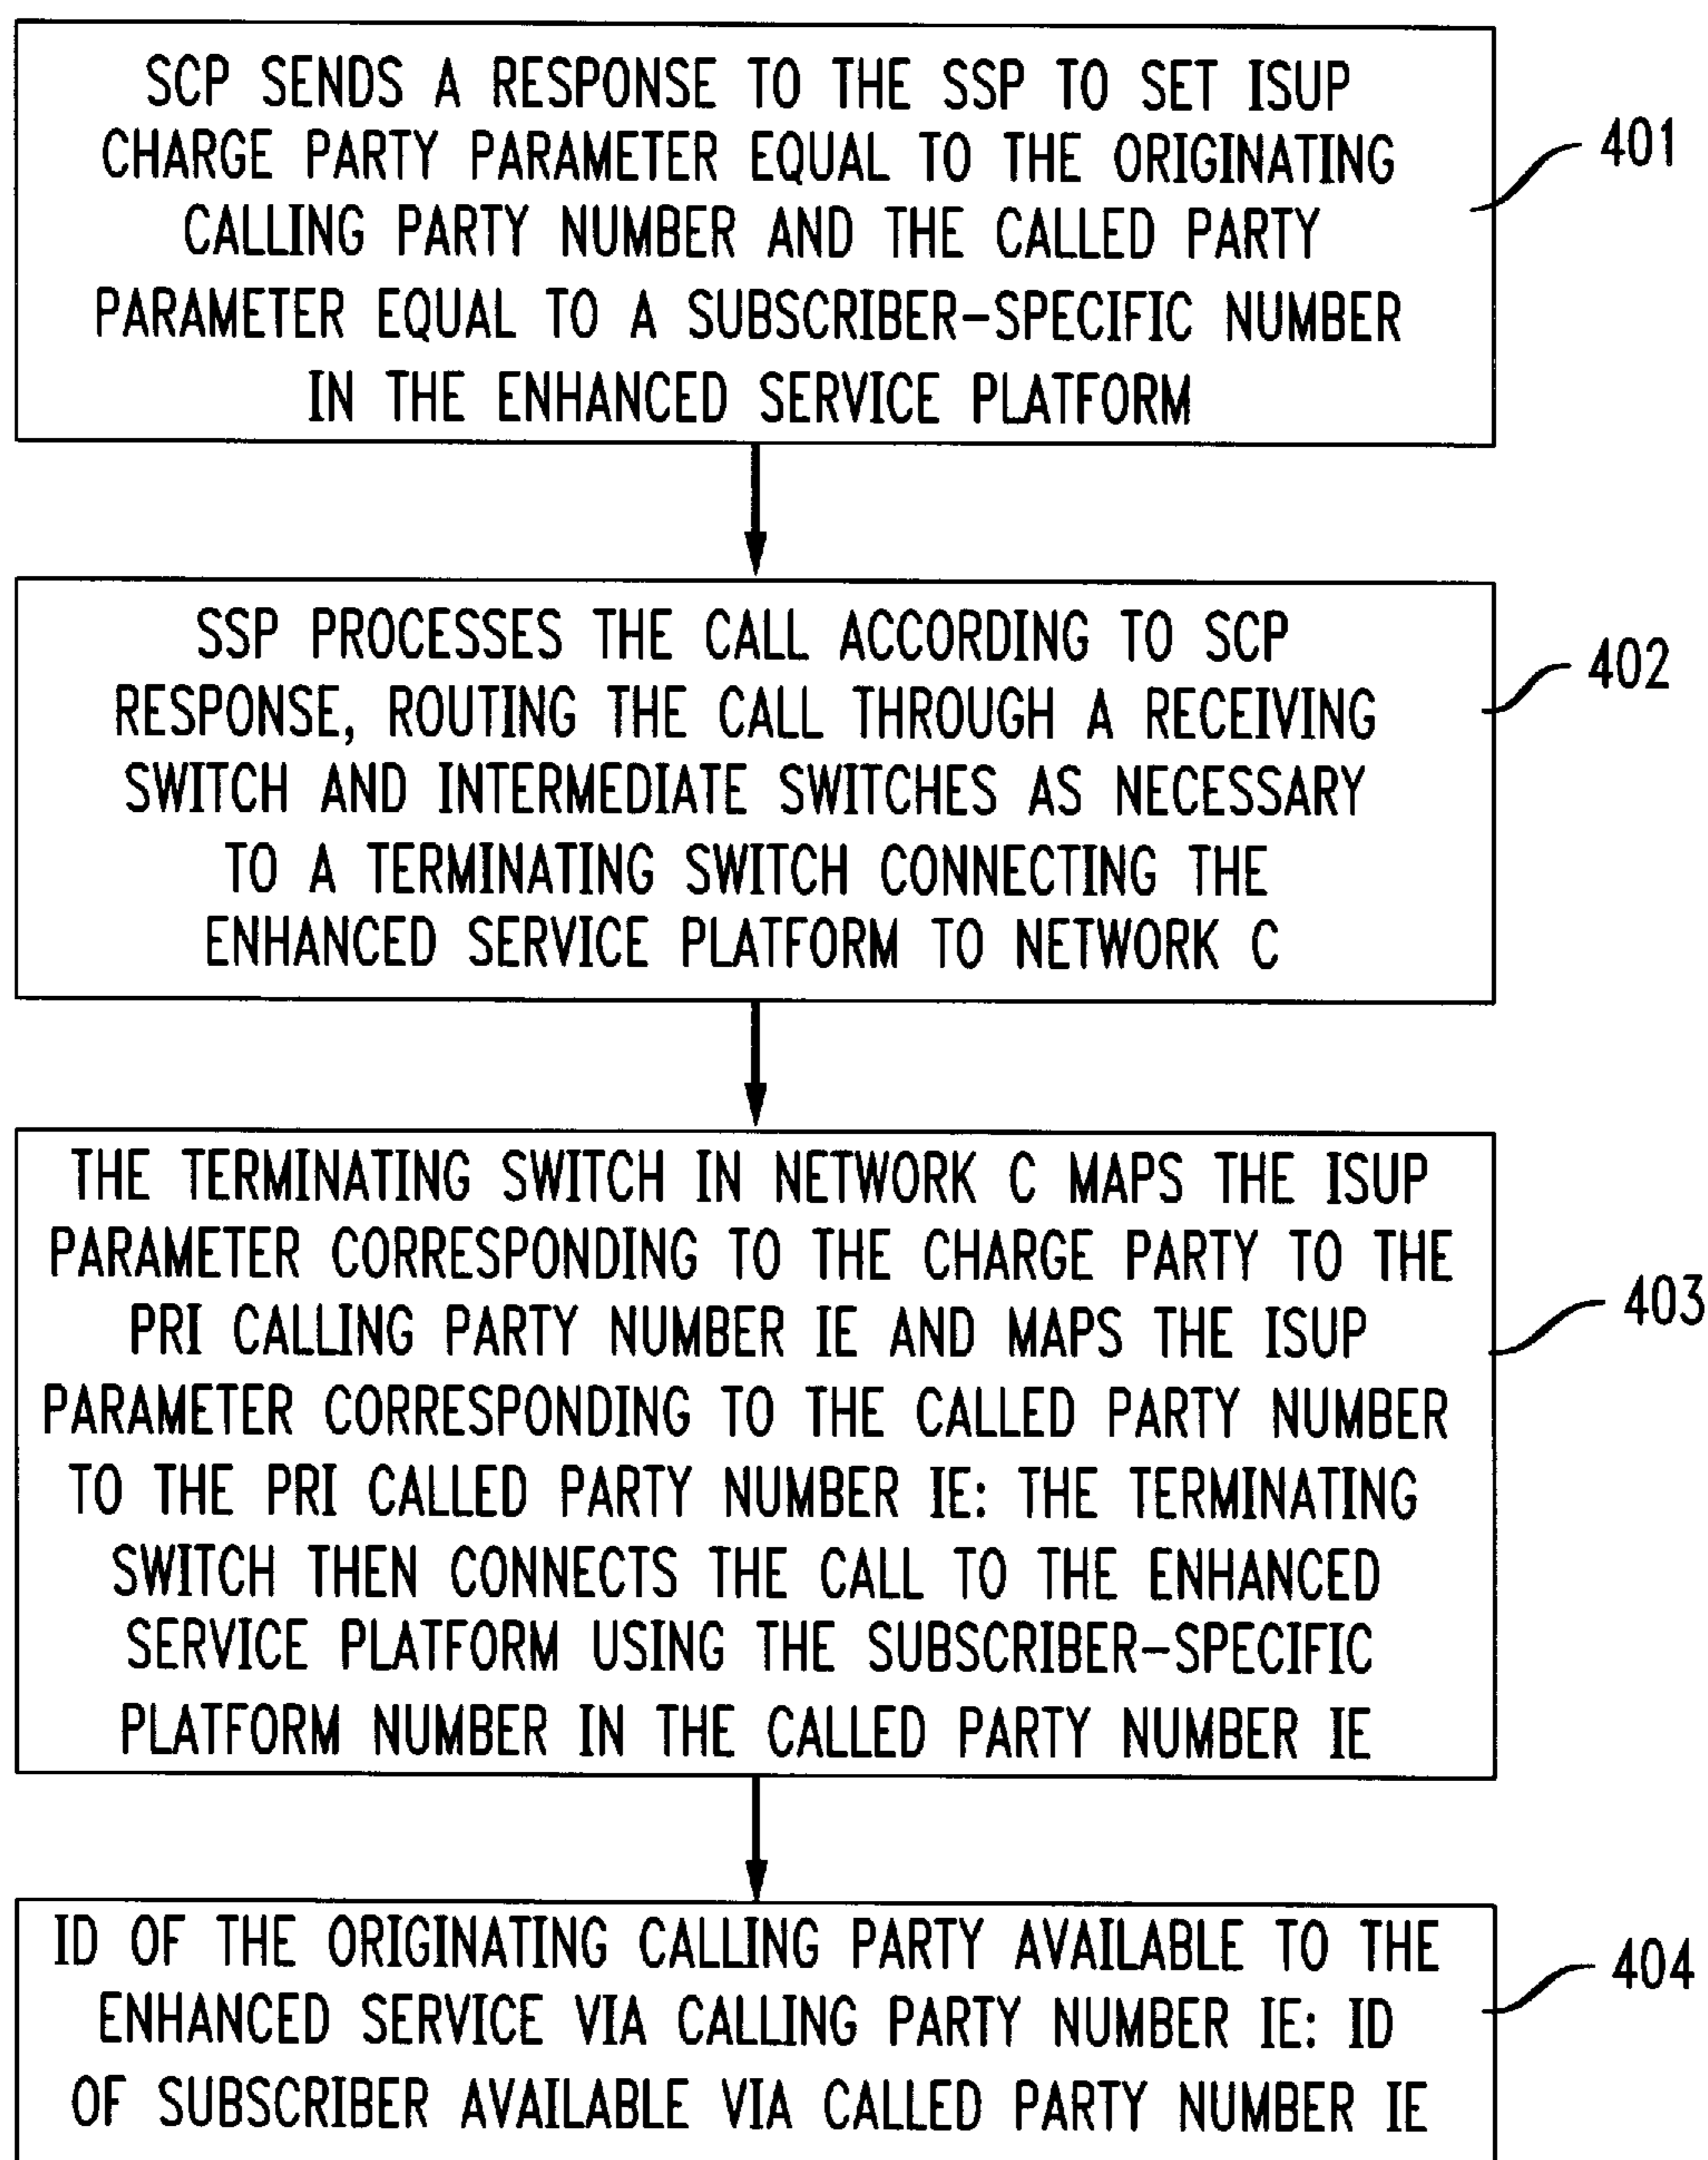 SCP SENDS A RESPONSE TO THE SSP TO SET ISUP
CHARGE PARTY PARAMETER EQUAL TO THE ORIGINATING
CALLING PARTY NUMBER AND THE CALLED PARTY
PARAMETER EQUAL TO A SUBSCRIBER-SPECIFIC NUMBER
IN THE ENHANCED SERVICE PLATFORM
401
SSP PROCESSES THE CALL ACCORDING TO SCP
RESPONSE, ROUTING THE CALL THROUGH A RECEIVING
SWITCH AND INTERMEDIATE SWITCHES AS NECESSARY
TO A TERMINATING SWITCH CONNECTING THE
ENHANCED SERVICE PLATFORM TO NETWORK C
402
THE TERMINATING SWITCH IN NETWORK C MAPS THE ISUP
PARAMETER CORRESPONDING TO THE CHARGE PARTY TO THE
PRI CALLING PARTY NUMBER IE AND MAPS THE ISUP
PARAMETER CORRESPONDING TO THE CALLED PARTY NUMBER
TO THE PRI CALLED PARTY NUMBER IE: THE TERMINATING
SWITCH THEN CONNECTS THE CALL TO THE ENHANCED
SERVICE PLATFORM USING THE SUBSCRIBER-SPECIFIC
PLATFORM NUMBER IN THE CALLED PARTY NUMBER IE
403
ID OF THE ORIGINATING CALLING PARTY AVAILABLE TO THE
ENHANCED SERVICE VIA CALLING PARTY NUMBER IE: ID
OF SUBSCRIBER AVAILABLE VIA CALLED PARTY NUMBER IE
404